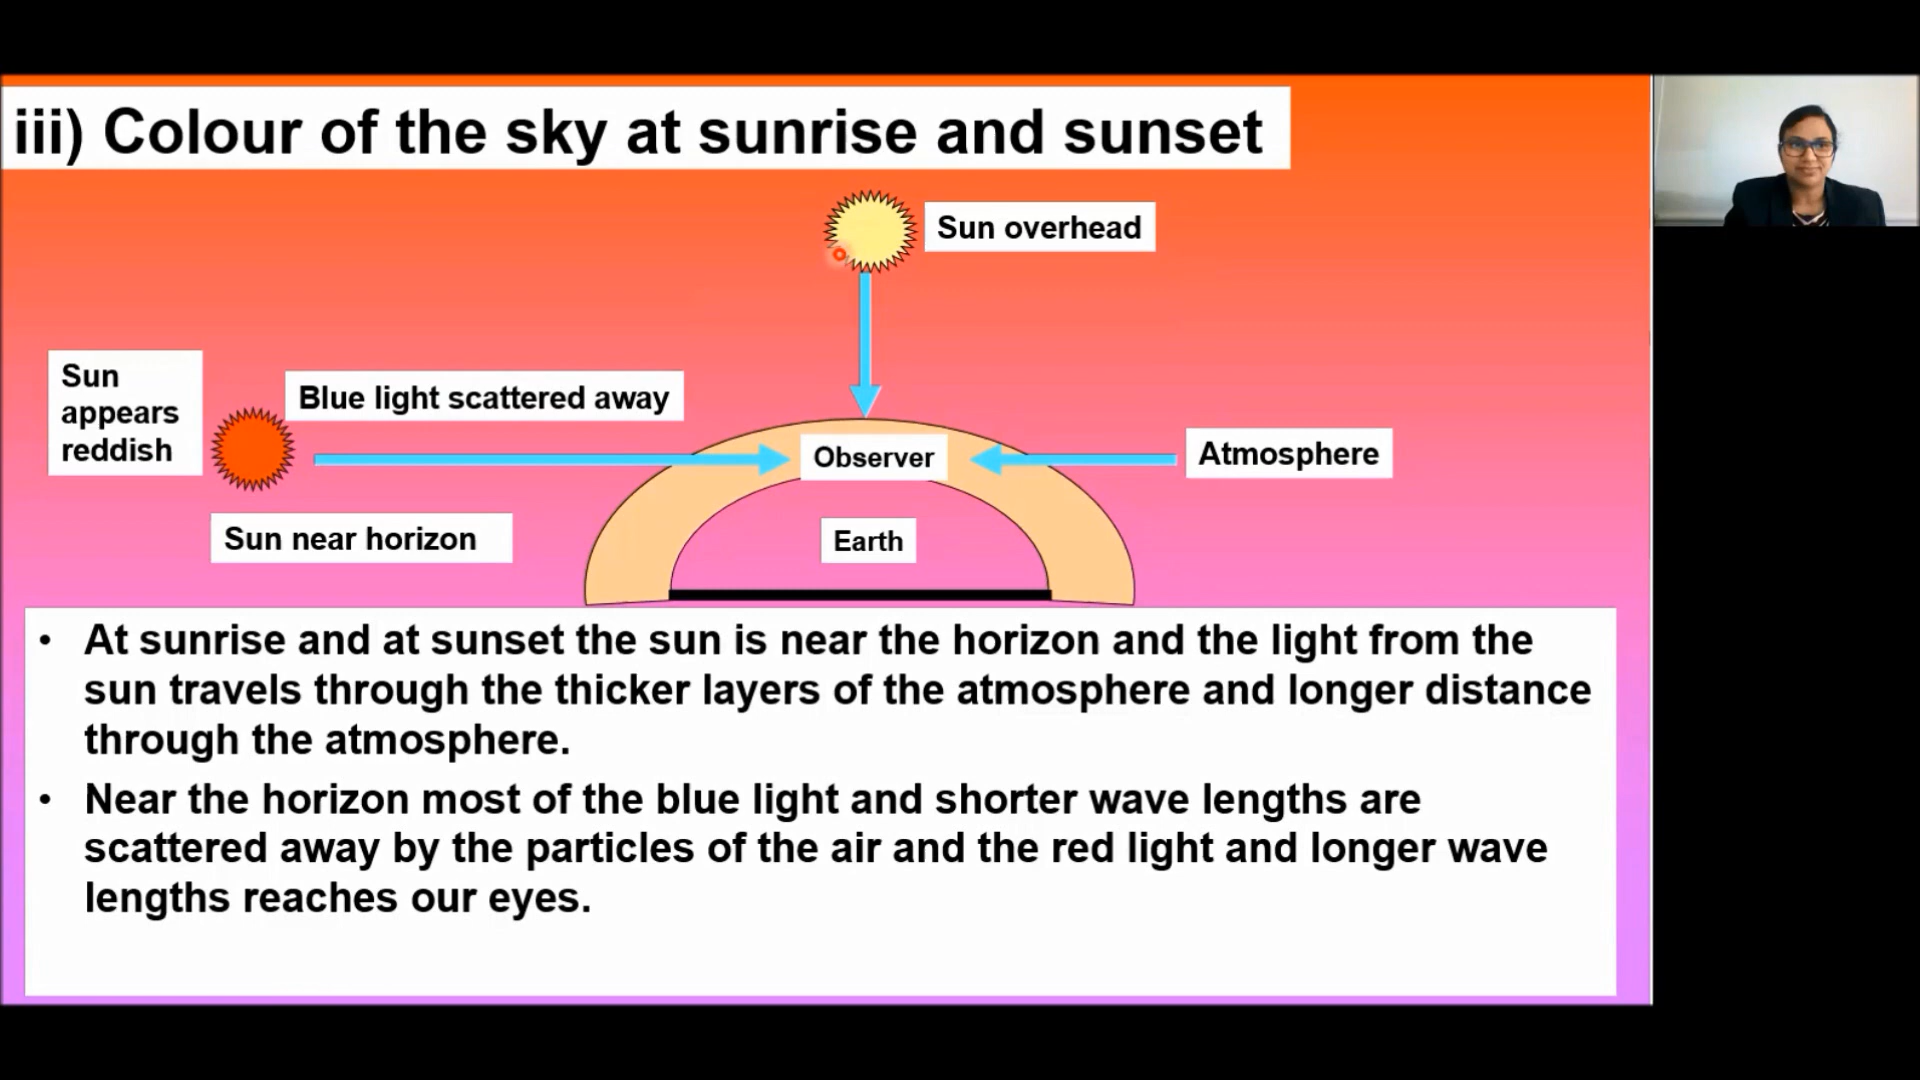 iii) Colour of the sky at sunrise and sunset
Sun overhead
Sun
appears
reddish
Blue light scattered away
Observer
Atmosphere
Sun near horizon
Earth
• At sunrise and at sunset the sun is near the horizon and the light from the
sun travels through the thicker layers of the atmosphere and longer distance
through the atmosphere.
• Near the horizon most of the blue light and shorter wave lengths are
scattered away by the particles of the air and the red light and longer wave
lengths reaches our eyes.